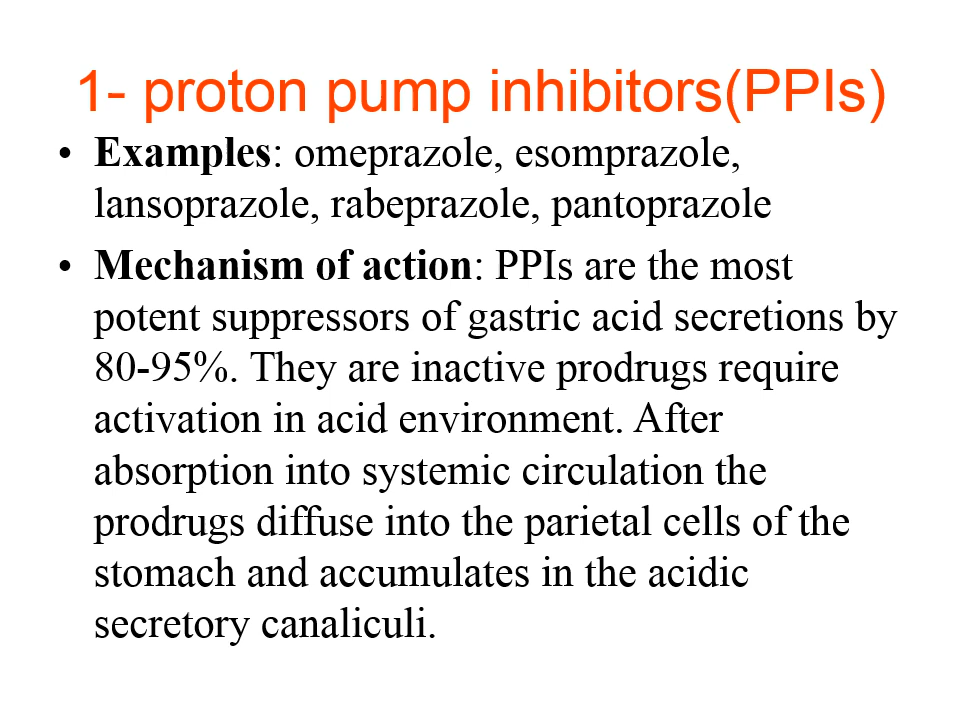 1- proton pump inhibitors(PPIs)
• Examples: omeprazole, esomprazole,
lansoprazole, rabeprazole, pantoprazole
• Mechanism of action: PPIs are the most
potent suppressors of gastric acid secretions by
80-95%. They are inactive prodrugs require
activation in acid environment. After
absorption into systemic circulation the
prodrugs diffuse into the parietal cells of the
stomach and accumulates in the acidic
secretory canaliculi.